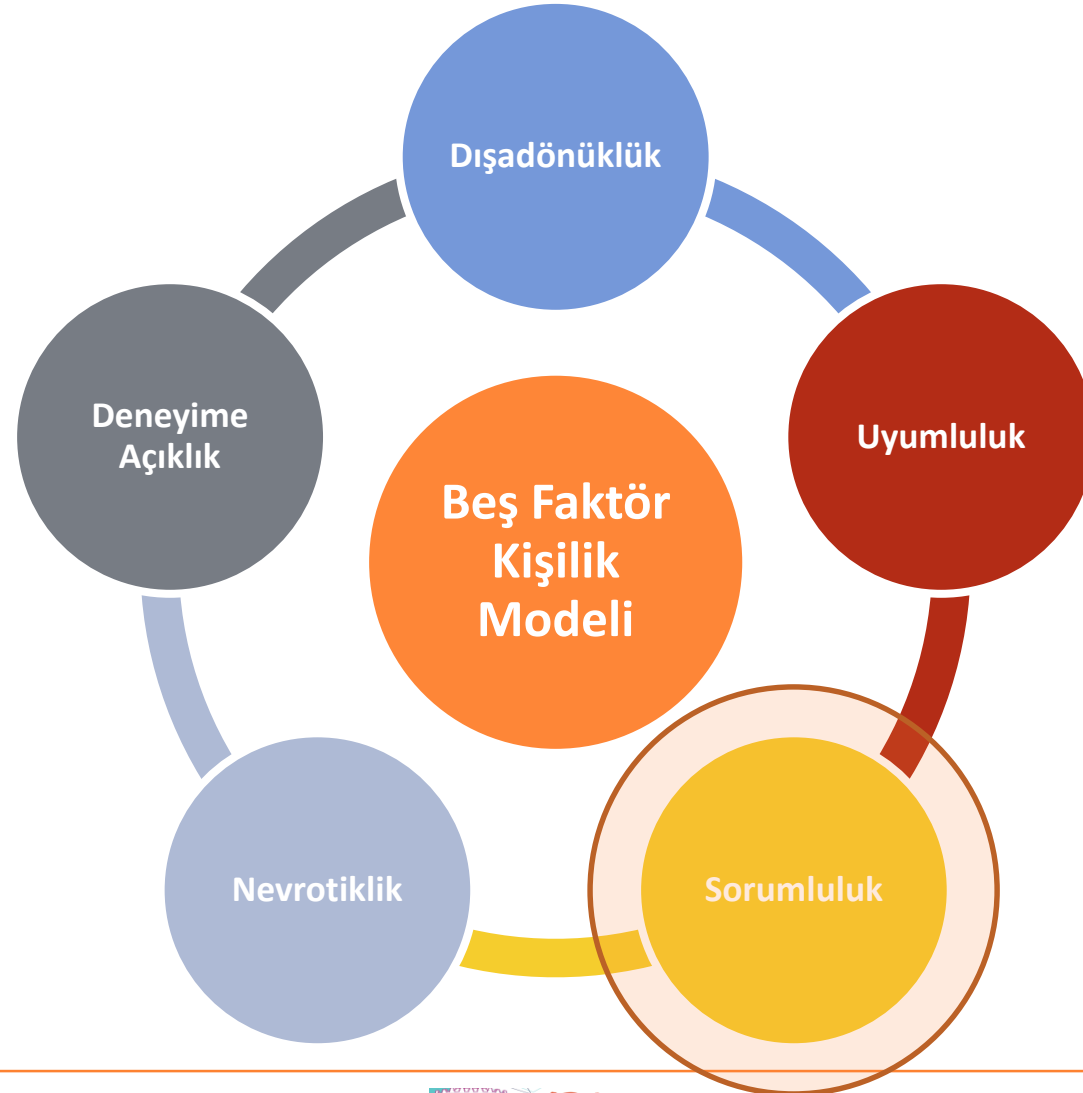 Dışadönüklük
Uyumluluk
Sorumluluk
Nevrotiklik
Deneyime
Açıklık
Beş Faktör
Kişilik
Modeli